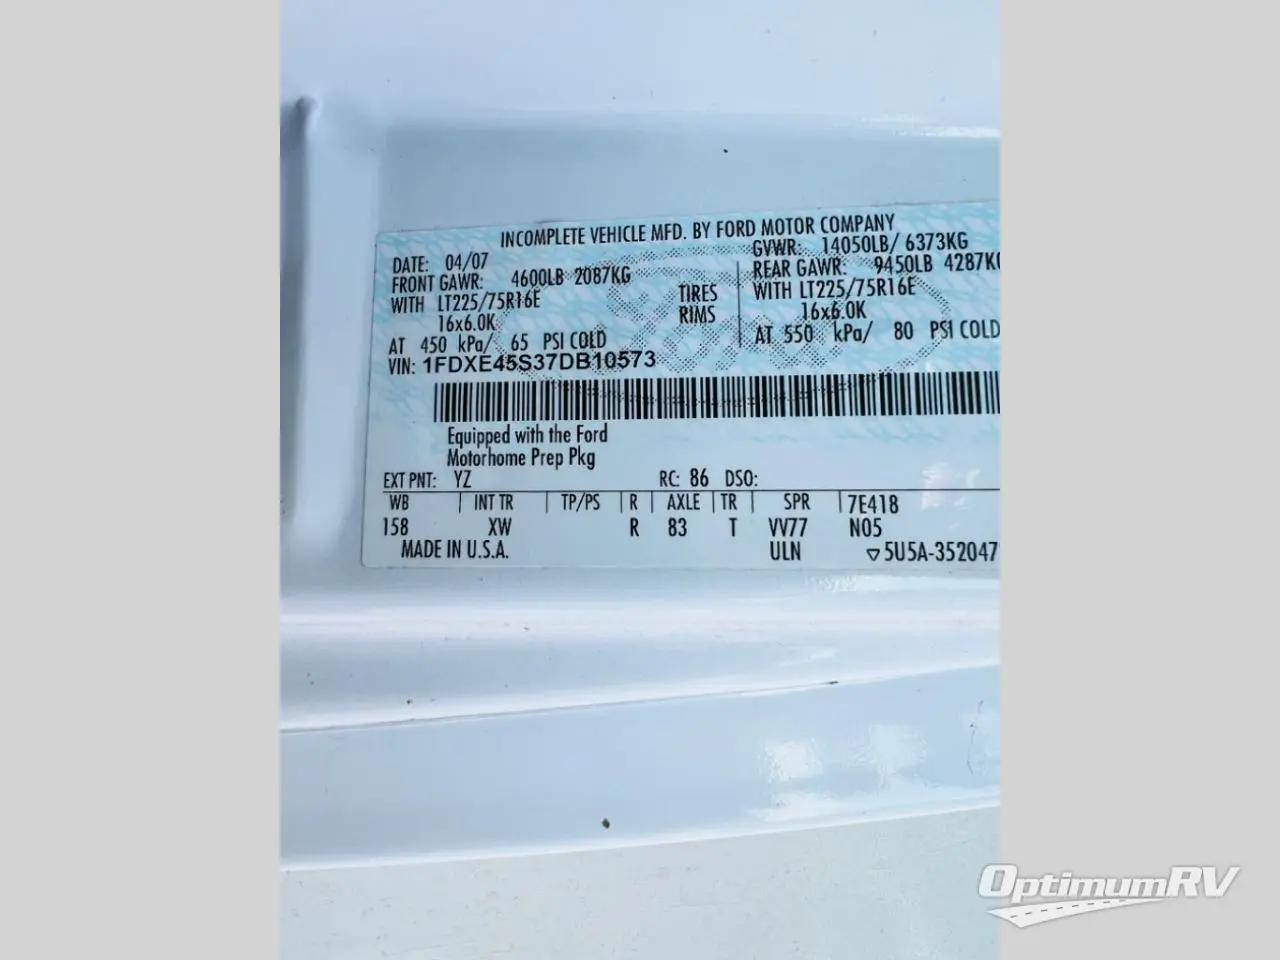 INCOMPLETE VEHICLE MFD. BY FORD MOTOR COMPANY
DATE: 04/07 GVWR: 14050LB/ 6373KG
FRONT GAWR: 4600LB 2087KG REAR GAWR: 9450LB 4287KG
WITH LT225/75R16E TIRES WITH LT225/75R16E
16x6.0K RIMS 16x6.0K
AT 450 kPa/ 65 PSI COLD AT 550 kPa/ 80 PSI COLD
VIN: 1FDXE45S37DB10573
Equipped with the Ford
Motorhome Prep Pkg
EXT PNT: YZ RC: 86 DSO:
WB INT TR TP/PS R AXLE TR SPR 7E418
158 XW R 83 T VV77 N05
MADE IN U.S.A. ULN ▽5U5A-352047
OptimumRV